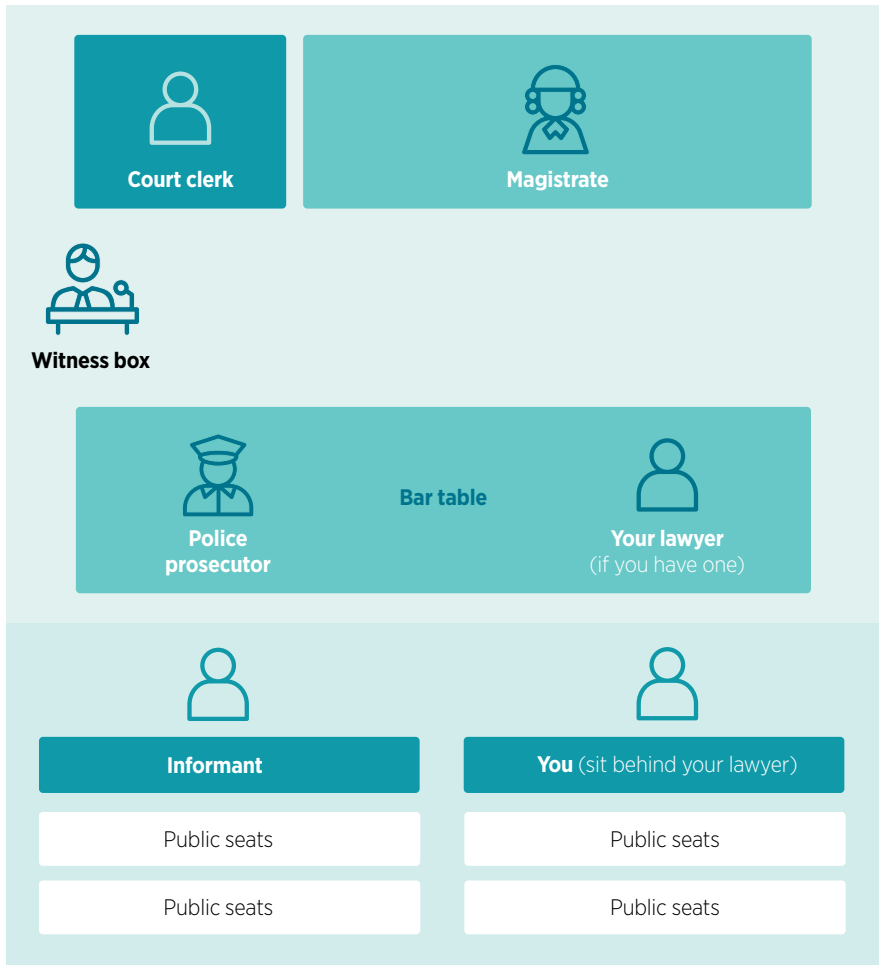 Court clerk
Magistrate
Witness box
Police
prosecutor
Bar table
Your lawyer
(if you have one)
Informant
You (sit behind your lawyer)
Public seats
Public seats
Public seats
Public seats